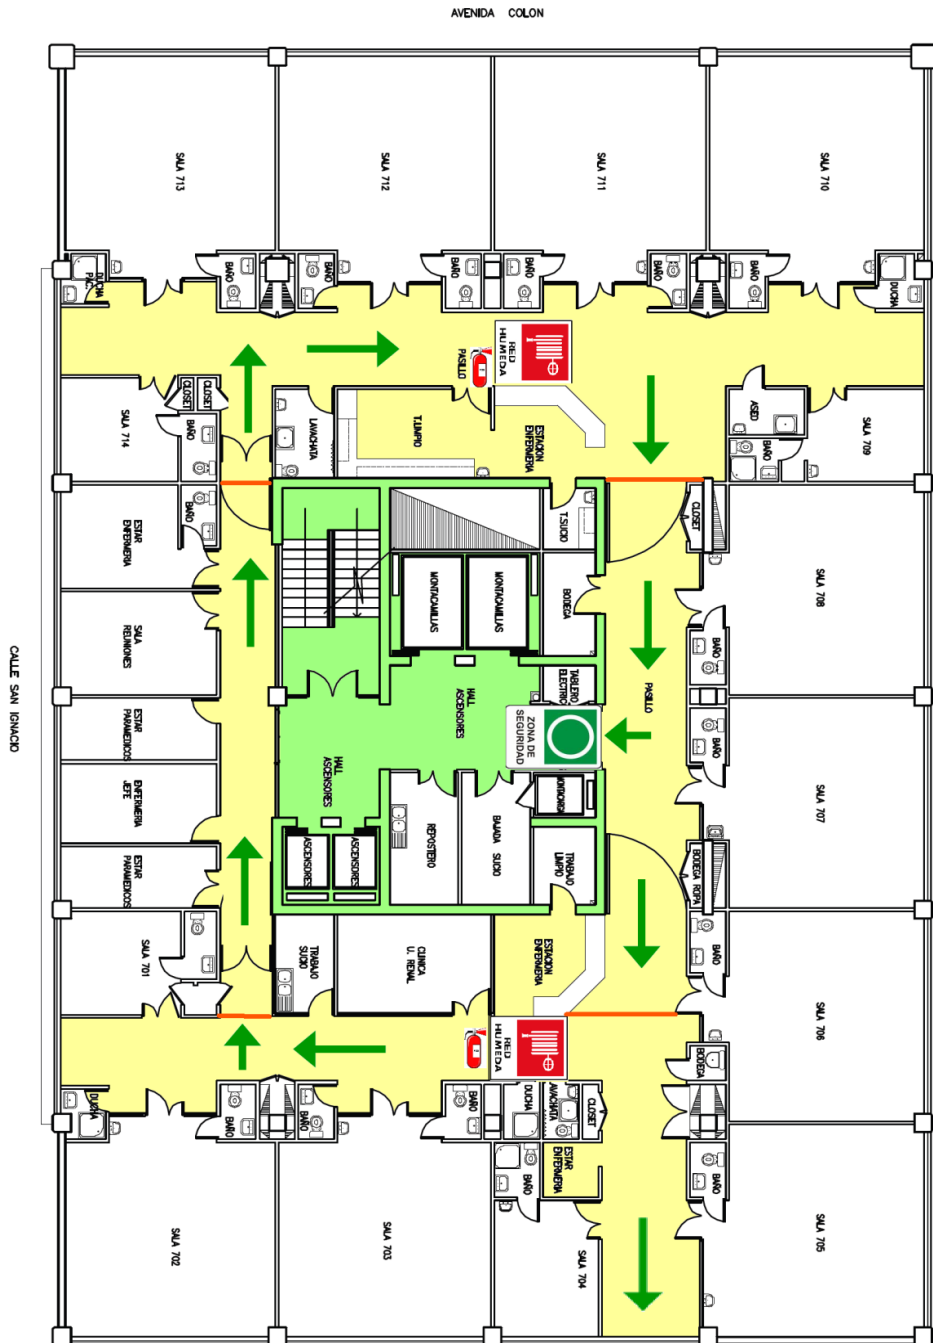 AVENIDA COLON
SALA 713
SALA 712
SALA 711
SALA 710
DUCHA
PAC.
BAÑO
BAÑO
BAÑO
BAÑO
BAÑO
BAÑO
DUCHA
PASILLO
RED
HUMEDA
CLOSET
CLOSET
SALA 714
BAÑO
LAVACHATA
T.LIMPIO
ESTACION
ENFERMERIA
ASEO
BAÑO
SALA 709
ESTAR
ENFERMERIA
BAÑO
T.SUCIO
CLOSET
MONTACAMILLAS
MONTACAMILLAS
BODEGA
SALA 708
SALA
REUNIONES
BAÑO
CALLE SAN IGNACIO
HALL
ASCENSORES
TABLERO
ELECTRIC
PASILLO
ESTAR
PARAMEDICOS
HALL
ASCENSORES
ZONA DE
SEGURIDAD
BAÑO
ENFERMERIA
JEFE
REPOSTERO
BAJADA SUCIO
SALA 707
ESTAR
PARAMEDICOS
ASCENSORES
ASCENSORES
TRABAJO
LIMPIO
BODEGA ROPA
SALA 701
TRABAJO
SUCIO
CLINICA
U. RENAL
ESTACION
ENFERMERIA
BAÑO
SALA 706
RED
HUMEDA
BODEGA
DUCHA
BAÑO
BAÑO
BAÑO
DUCHA
AVACHATA
CLOSET
BAÑO
ESTAR
ENFERMERIA
BAÑO
SALA 702
SALA 703
SALA 704
SALA 705